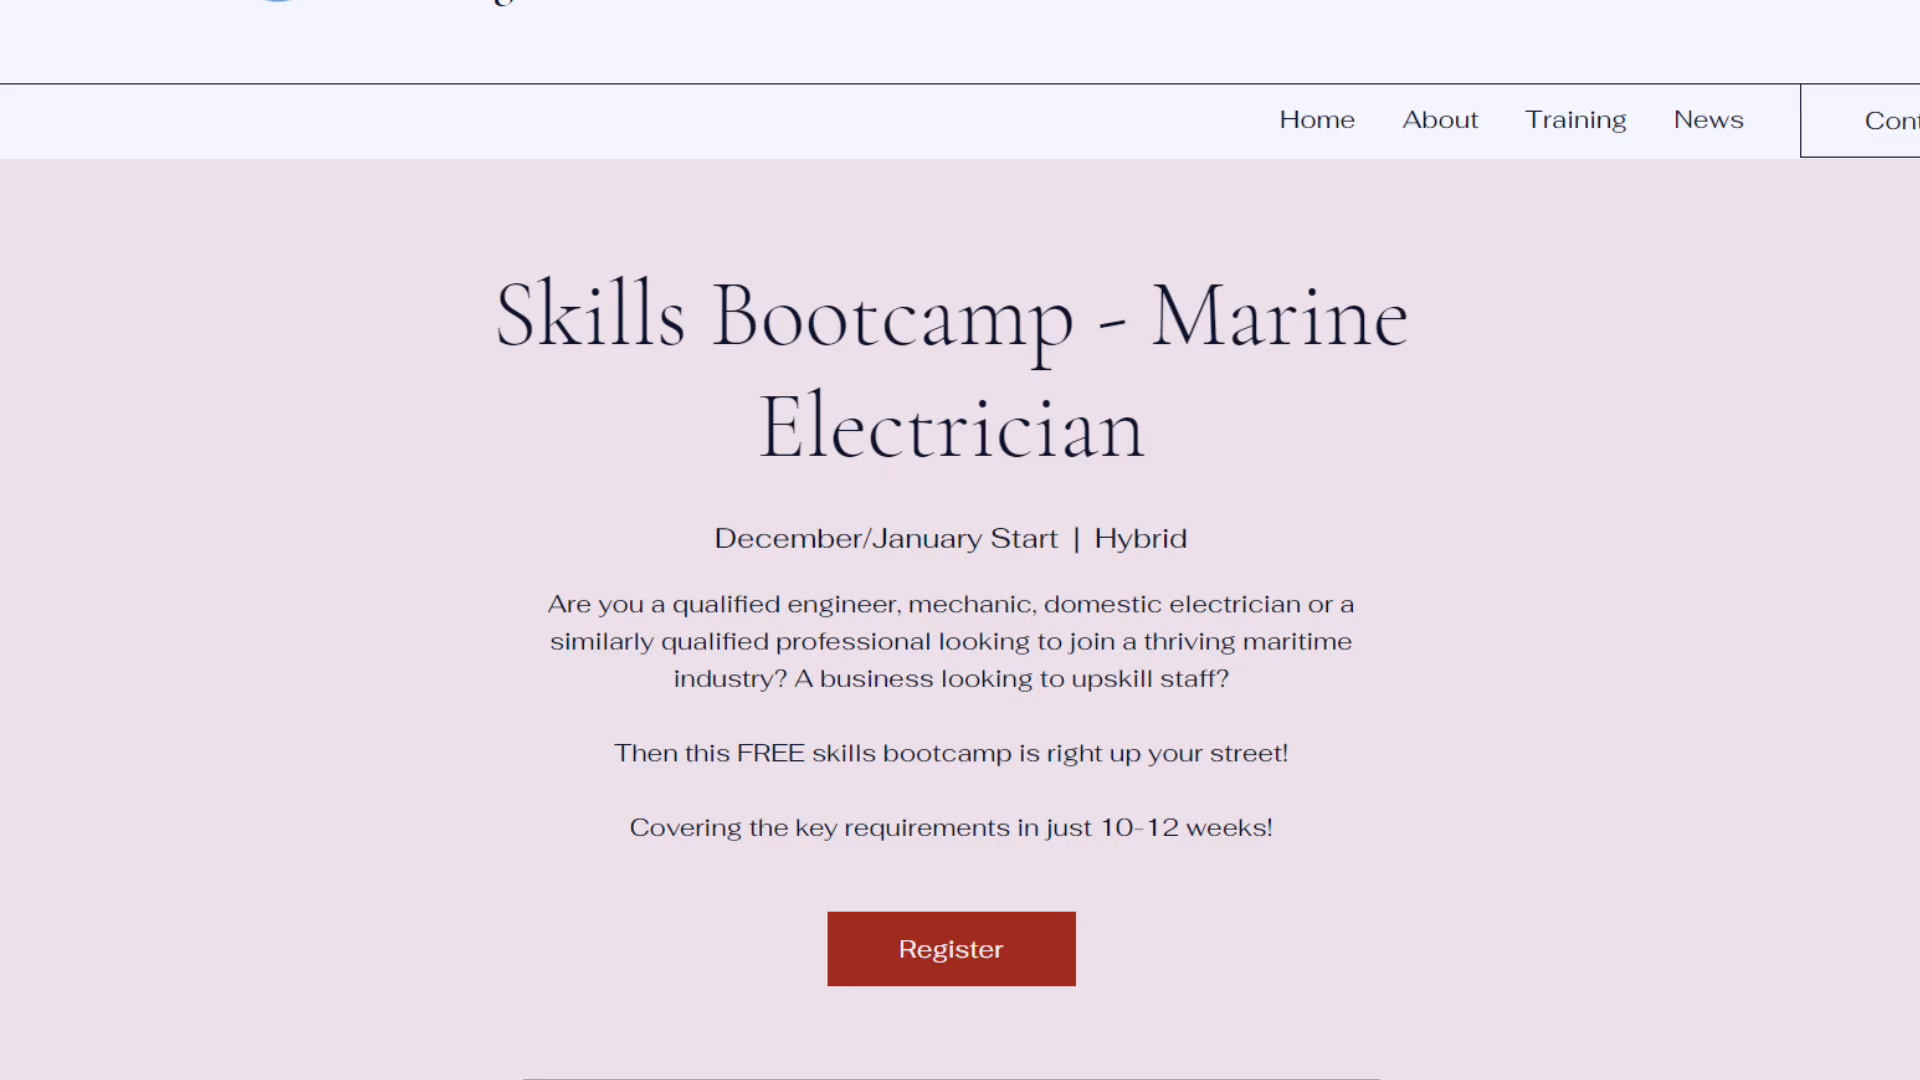 Home About Training News
Skills Bootcamp - Marine
Electrician
December/January Start | Hybrid
Are you a qualified engineer, mechanic, domestic electrician or a
similarly qualified professional looking to join a thriving maritime
industry? A business looking to upskill staff?
Then this FREE skills bootcamp is right up your street!
Covering the key requirements in just 10-12 weeks!
Register